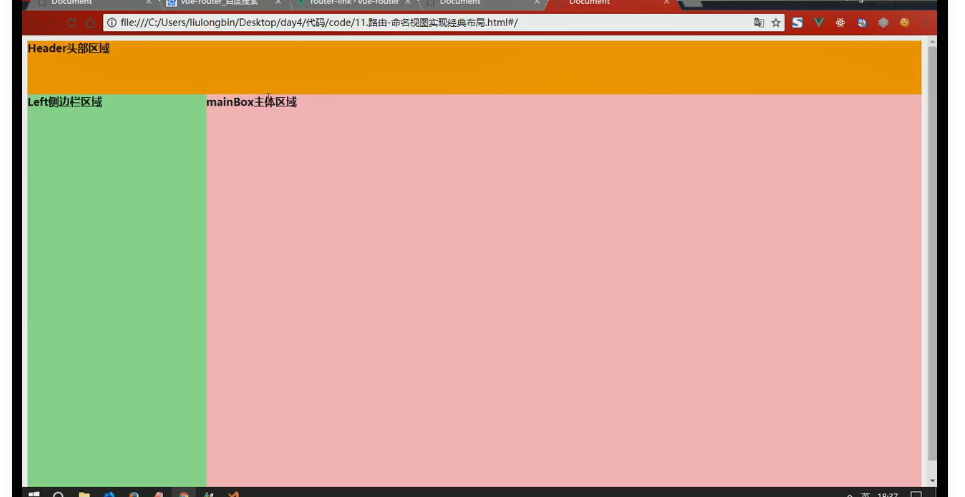 Document
vue-router_百度搜索
router-link · vue-router
Document
Document
file:///C:/Users/liulongbin/Desktop/day4/代码/code/11.路由-命名视图实现经典布局.html#/
Header头部区域
Left侧边栏区域
mainBox主体区域
英
18:37